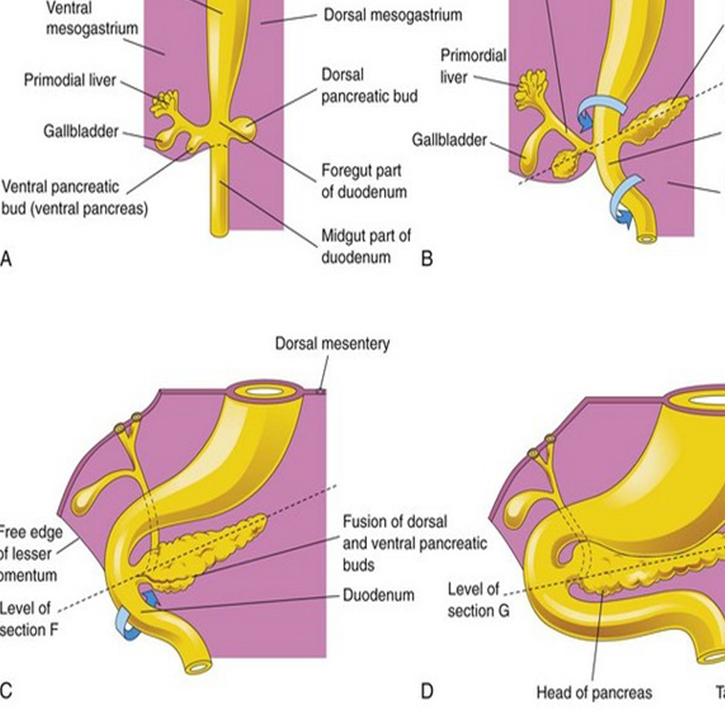 Ventral
mesogastrium
Dorsal mesogastrium
Primodial liver
Dorsal
pancreatic bud
Gallbladder
Ventral pancreatic
bud (ventral pancreas)
Foregut part
of duodenum
Midgut part of
duodenum
A
Primordial
liver
Gallbladder
B
Dorsal mesentery
Free edge
of lesser
omentum
Level of
section F
Fusion of dorsal
and ventral pancreatic
buds
Duodenum
C
Level of
section G
Head of pancreas
D